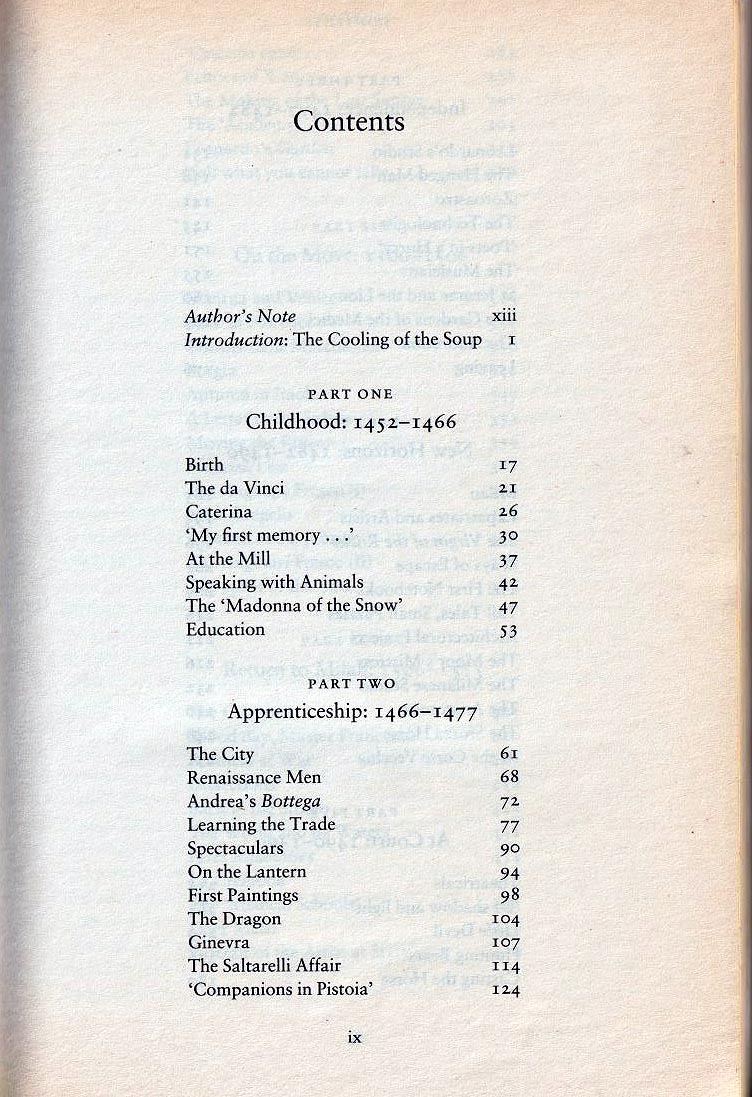 Contents
Author's Note xiii
Introduction: The Cooling of the Soup 1
PART ONE
Childhood: 1452–1466
Birth 17
The da Vinci 21
Caterina 26
‘My first memory . . .’ 30
At the Mill 37
Speaking with Animals 42
The ‘Madonna of the Snow’ 47
Education 53
PART TWO
Apprenticeship: 1466–1477
The City 61
Renaissance Men 68
Andrea's Bottega 72
Learning the Trade 77
Spectaculars 90
On the Lantern 94
First Paintings 98
The Dragon 104
Ginevra 107
The Saltarelli Affair 114
‘Companions in Pistoia’ 124
ix